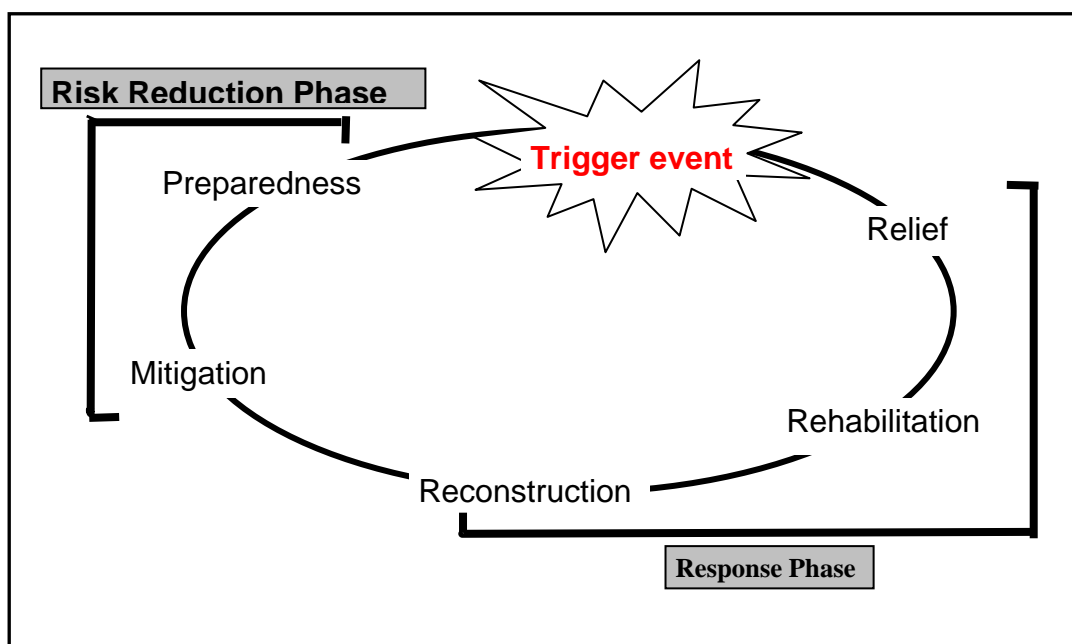 Risk Reduction Phase
Trigger event
Preparedness
Relief
Mitigation
Rehabilitation
Reconstruction
Response Phase